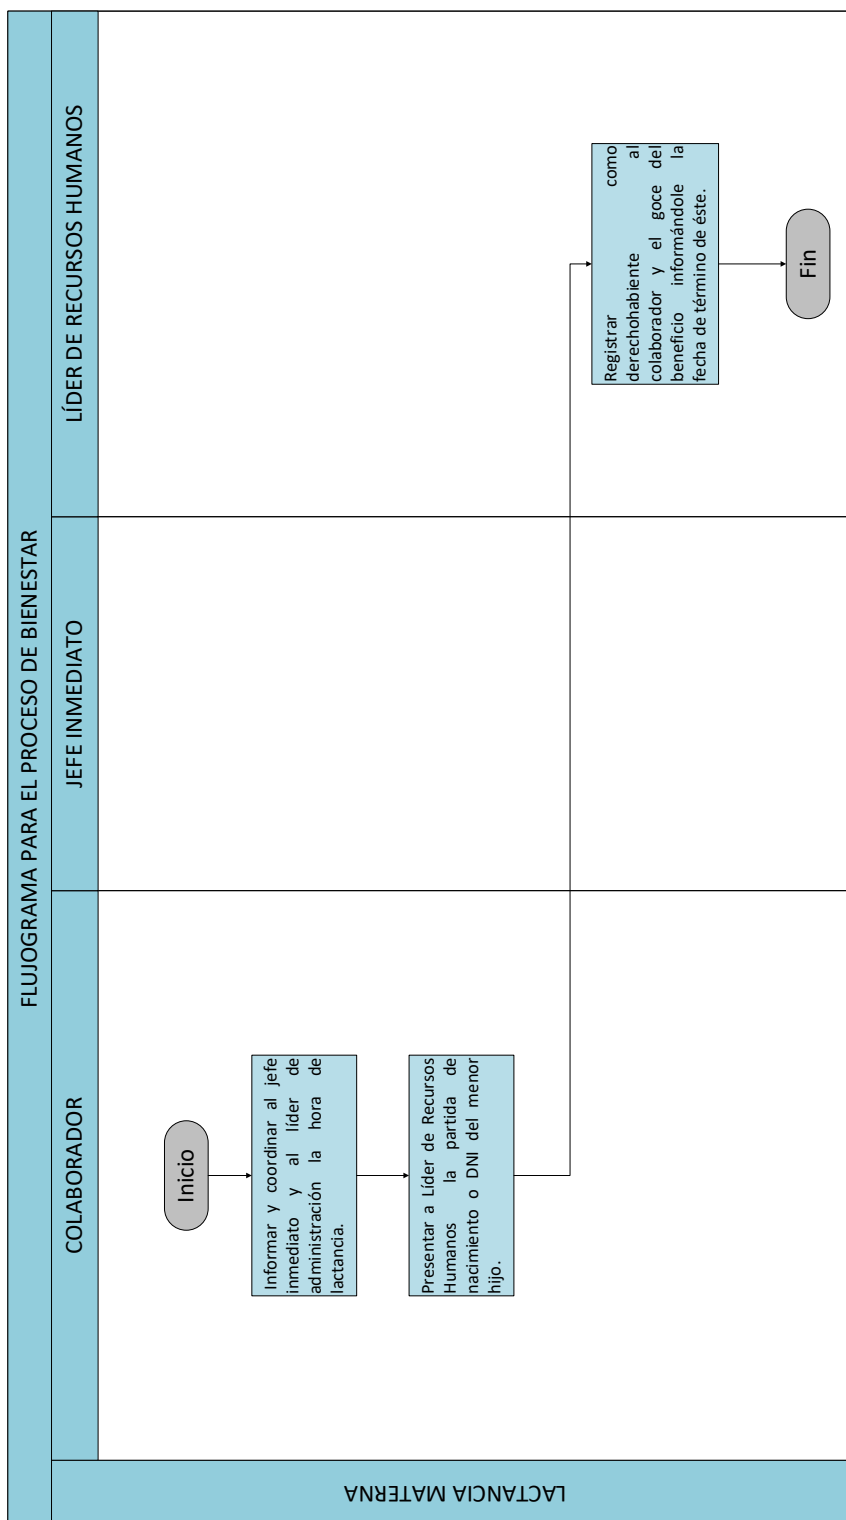 FLUJOGRAMA PARA EL PROCESO DE BIENESTAR
COLABORADOR
JEFE INMEDIATO
LÍDER DE RECURSOS HUMANOS
LACTANCIA MATERNA
Inicio
Informar y coordinar al jefe
inmediato y al líder de
administración la hora de
lactancia.
Presentar a Líder de Recursos
Humanos la partida de
nacimiento o DNI del menor
hijo.
Registrar como
derechohabiente al
colaborador y el goce del
beneficio informándole la
fecha de término de éste.
Fin